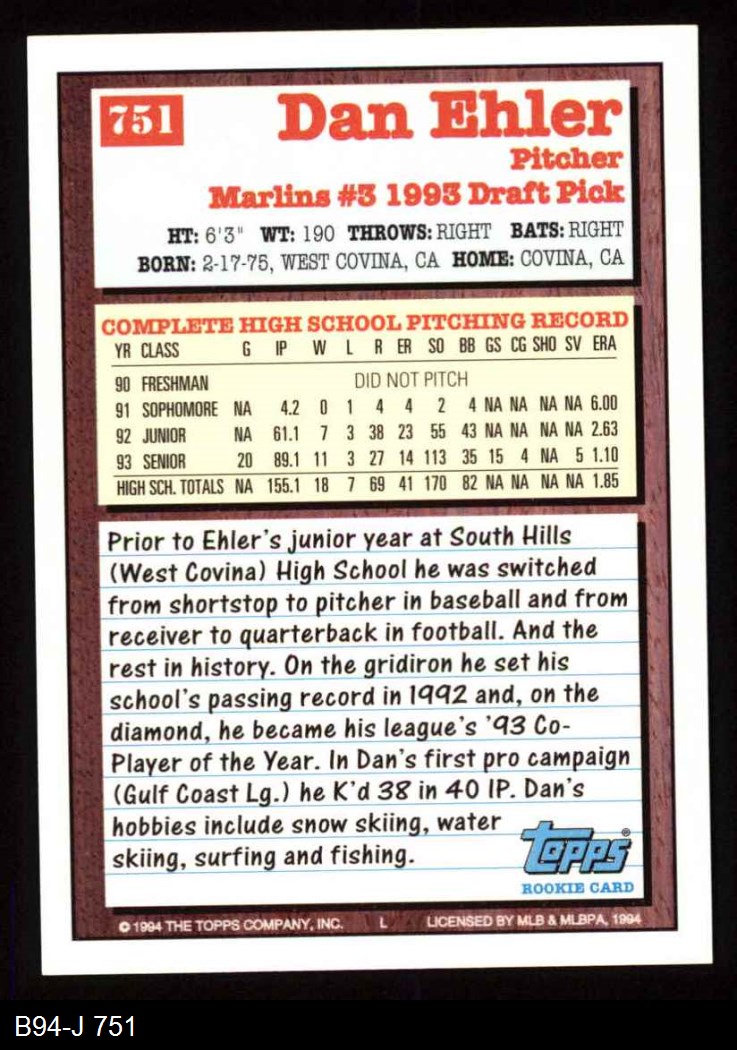 751
Dan Ehler
Pitcher
Marlins #3 1993 Draft Pick
HT: 6'3" WT: 190 THROWS: RIGHT BATS: RIGHT
BORN: 2-17-75, WEST COVINA, CA HOME: COVINA, CA
COMPLETE HIGH SCHOOL PITCHING RECORD
YR CLASS G IP W L R ER SO BB GS CG SHO SV ERA
90 FRESHMAN DID NOT PITCH
91 SOPHOMORE NA 4.2 0 1 4 4 2 4 NA NA NA NA 6.00
92 JUNIOR NA 61.1 7 3 38 23 55 43 NA NA NA NA 2.63
93 SENIOR 20 89.1 11 3 27 14 113 35 15 4 NA 5 1.10
HIGH SCH. TOTALS NA 155.1 18 7 69 41 170 82 NA NA NA NA 1.85
Prior to Ehler's junior year at South Hills
(West Covina) High School he was switched
from shortstop to pitcher in baseball and from
receiver to quarterback in football. And the
rest in history. On the gridiron he set his
school's passing record in 1992 and, on the
diamond, he became his league's '93 Co-
Player of the Year. In Dan's first pro campaign
(Gulf Coast Lg.) he K'd 38 in 40 IP. Dan's
hobbies include snow skiing, water
skiing, surfing and fishing.
Topps®
ROOKIE CARD
© 1994 THE TOPPS COMPANY, INC. L LICENSED BY MLB & MLBPA, 1994
B94-J 751